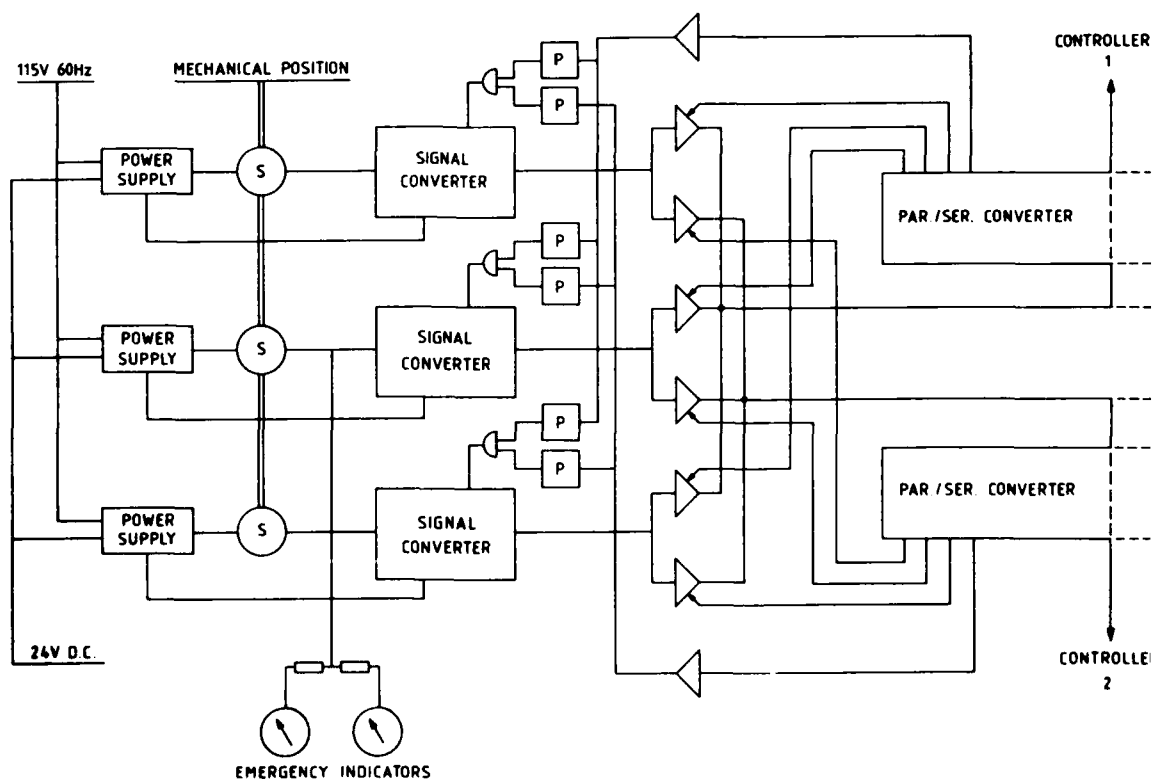 CONTROLLER
1
115V 60Hz
MECHANICAL POSITION
P
P
POWER
SUPPLY
S
SIGNAL
CONVERTER
PAR./SER. CONVERTER
P
P
POWER
SUPPLY
S
SIGNAL
CONVERTER
P
P
POWER
SUPPLY
S
SIGNAL
CONVERTER
PAR./SER. CONVERTER
24V D.C.
CONTROLLER
2
EMERGENCY INDICATORS